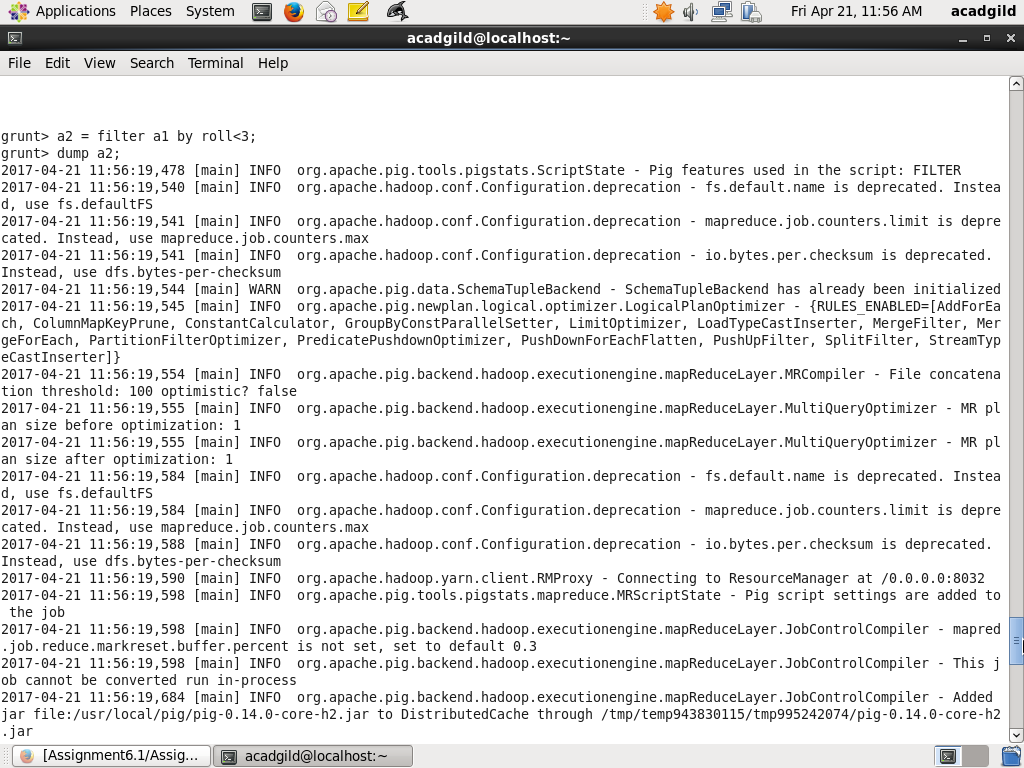 Applications Places System Fri Apr 21, 11:56 AM acadgild
acadgild@localhost:~
File Edit View Search Terminal Help
grunt> a2 = filter a1 by roll<3;
grunt> dump a2;
2017-04-21 11:56:19,478 [main] INFO  org.apache.pig.tools.pigstats.ScriptState - Pig features used in the script: FILTER
2017-04-21 11:56:19,540 [main] INFO  org.apache.hadoop.conf.Configuration.deprecation - fs.default.name is deprecated. Instea
d, use fs.defaultFS
2017-04-21 11:56:19,541 [main] INFO  org.apache.hadoop.conf.Configuration.deprecation - mapreduce.job.counters.limit is depre
cated. Instead, use mapreduce.job.counters.max
2017-04-21 11:56:19,541 [main] INFO  org.apache.hadoop.conf.Configuration.deprecation - io.bytes.per.checksum is deprecated.
Instead, use dfs.bytes-per-checksum
2017-04-21 11:56:19,544 [main] WARN  org.apache.pig.data.SchemaTupleBackend - SchemaTupleBackend has already been initialized
2017-04-21 11:56:19,545 [main] INFO  org.apache.pig.newplan.logical.optimizer.LogicalPlanOptimizer - {RULES_ENABLED=[AddForEa
ch, ColumnMapKeyPrune, ConstantCalculator, GroupByConstParallelSetter, LimitOptimizer, LoadTypeCastInserter, MergeFilter, Mer
geForEach, PartitionFilterOptimizer, PredicatePushdownOptimizer, PushDownForEachFlatten, PushUpFilter, SplitFilter, StreamTyp
eCastInserter]}
2017-04-21 11:56:19,554 [main] INFO  org.apache.pig.backend.hadoop.executionengine.mapReduceLayer.MRCompiler - File concatena
tion threshold: 100 optimistic? false
2017-04-21 11:56:19,555 [main] INFO  org.apache.pig.backend.hadoop.executionengine.mapReduceLayer.MultiQueryOptimizer - MR pl
an size before optimization: 1
2017-04-21 11:56:19,555 [main] INFO  org.apache.pig.backend.hadoop.executionengine.mapReduceLayer.MultiQueryOptimizer - MR pl
an size after optimization: 1
2017-04-21 11:56:19,584 [main] INFO  org.apache.hadoop.conf.Configuration.deprecation - fs.default.name is deprecated. Instea
d, use fs.defaultFS
2017-04-21 11:56:19,584 [main] INFO  org.apache.hadoop.conf.Configuration.deprecation - mapreduce.job.counters.limit is depre
cated. Instead, use mapreduce.job.counters.max
2017-04-21 11:56:19,588 [main] INFO  org.apache.hadoop.conf.Configuration.deprecation - io.bytes.per.checksum is deprecated.
Instead, use dfs.bytes-per-checksum
2017-04-21 11:56:19,590 [main] INFO  org.apache.hadoop.yarn.client.RMProxy - Connecting to ResourceManager at /0.0.0.0:8032
2017-04-21 11:56:19,598 [main] INFO  org.apache.pig.tools.pigstats.mapreduce.MRScriptState - Pig script settings are added to
 the job
2017-04-21 11:56:19,598 [main] INFO  org.apache.pig.backend.hadoop.executionengine.mapReduceLayer.JobControlCompiler - mapred
.job.reduce.markreset.buffer.percent is not set, set to default 0.3
2017-04-21 11:56:19,598 [main] INFO  org.apache.pig.backend.hadoop.executionengine.mapReduceLayer.JobControlCompiler - This j
ob cannot be converted run in-process
2017-04-21 11:56:19,684 [main] INFO  org.apache.pig.backend.hadoop.executionengine.mapReduceLayer.JobControlCompiler - Added
jar file:/usr/local/pig/pig-0.14.0-core-h2.jar to DistributedCache through /tmp/temp943830115/tmp995242074/pig-0.14.0-core-h2
.jar
[Assignment6.1/Assig... acadgild@localhost:~